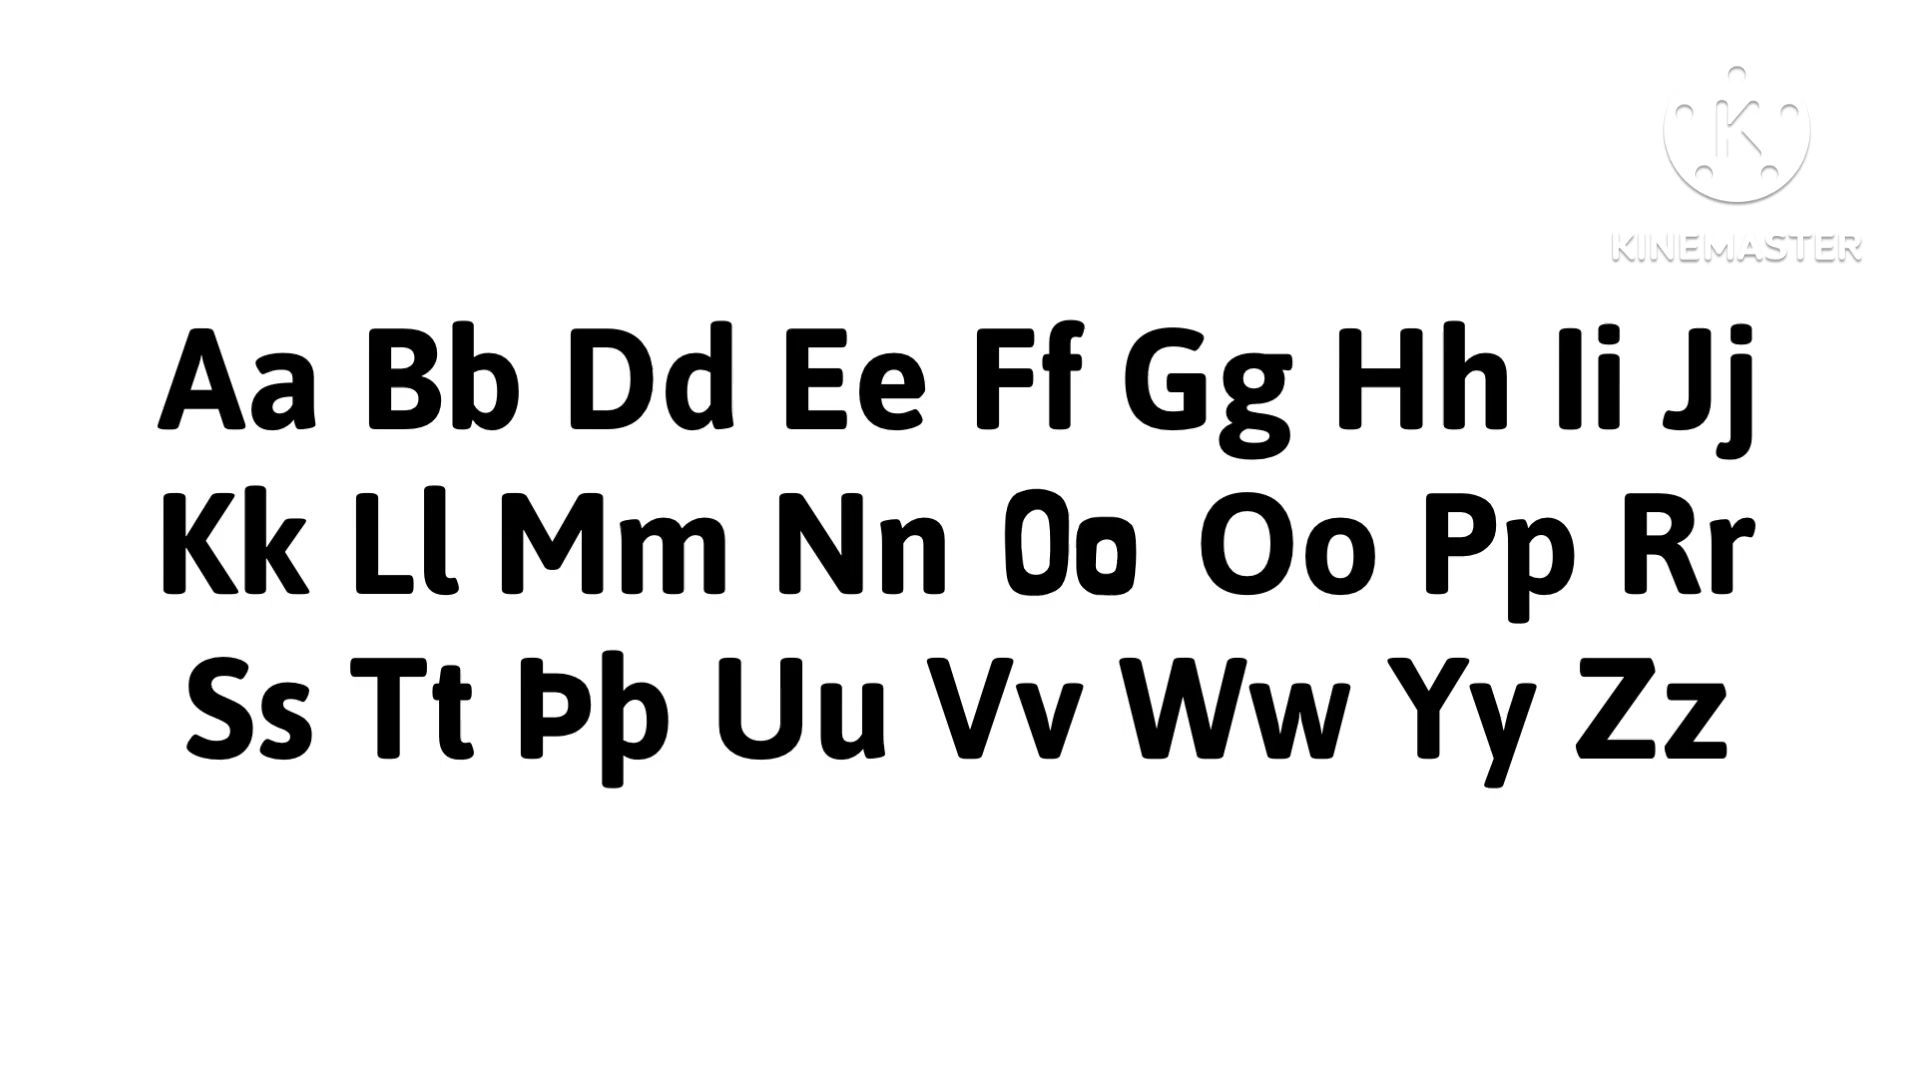 KINEMASTER
Aa Bb Dd Ee Ff Gg Hh Ii Jj
Kk Ll Mm Nn 0o Oo Pp Rr
Ss Tt Þþ Uu Vv Ww Yy Zz